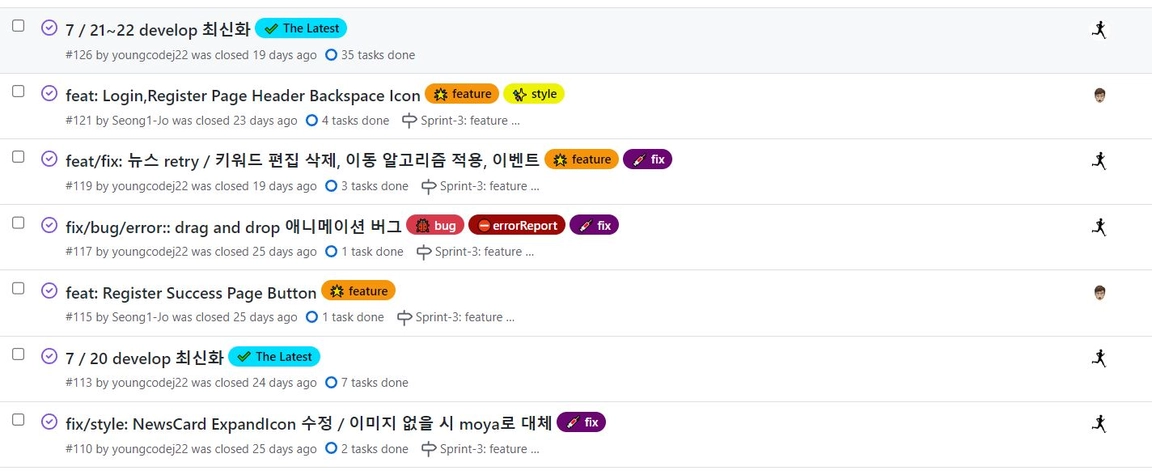 7 / 21~22 develop 최신화 The Latest
#126 by youngcodej22 was closed 19 days ago 35 tasks done
feat: Login,Register Page Header Backspace Icon feature style
#121 by Seong1-Jo was closed 23 days ago 4 tasks done Sprint-3: feature ...
feat/fix: 뉴스 retry / 키워드 편집 삭제, 이동 알고리즘 적용, 이벤트 feature fix
#119 by youngcodej22 was closed 19 days ago 3 tasks done Sprint-3: feature ...
fix/bug/error:: drag and drop 애니메이션 버그 bug errorReport fix
#117 by youngcodej22 was closed 25 days ago 1 task done Sprint-3: feature ...
feat: Register Success Page Button feature
#115 by Seong1-Jo was closed 25 days ago 1 task done Sprint-3: feature ...
7 / 20 develop 최신화 The Latest
#113 by youngcodej22 was closed 24 days ago 7 tasks done
fix/style: NewsCard ExpandIcon 수정 / 이미지 없을 시 moya로 대체 fix
#110 by youngcodej22 was closed 25 days ago 2 tasks done Sprint-3: feature ...